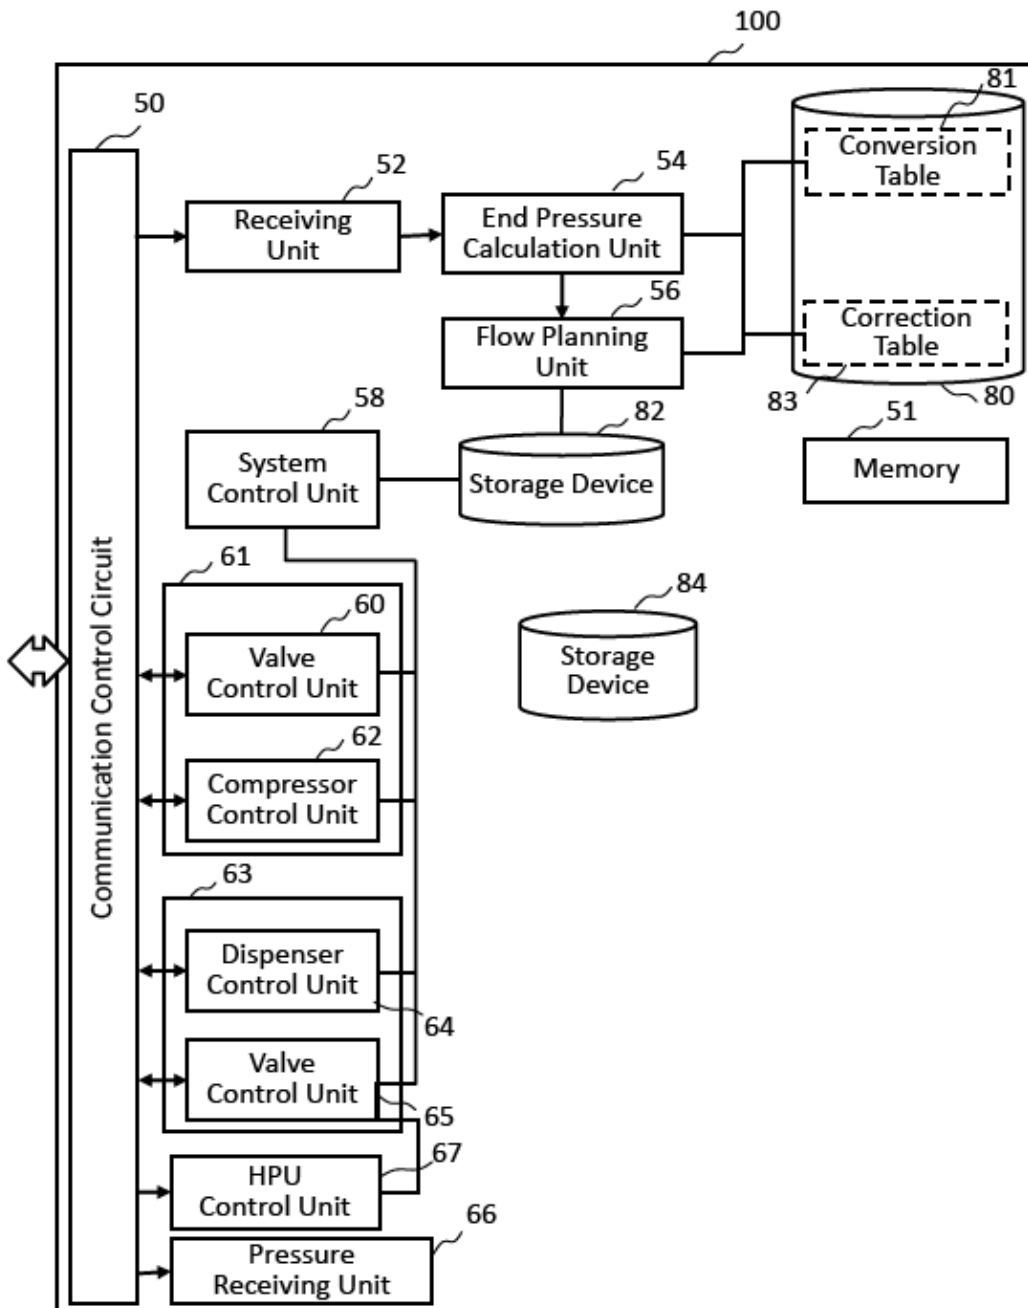 100
50
81
Conversion
Table
52
Receiving
Unit
54
End Pressure
Calculation Unit
56
Flow Planning
Unit
Correction
Table
83
80
58
System
Control Unit
82
Storage Device
51
Memory
Communication Control Circuit
61
60
Valve
Control Unit
84
Storage
Device
62
Compressor
Control Unit
63
Dispenser
Control Unit
64
Valve
Control Unit
65
67
HPU
Control Unit
66
Pressure
Receiving Unit